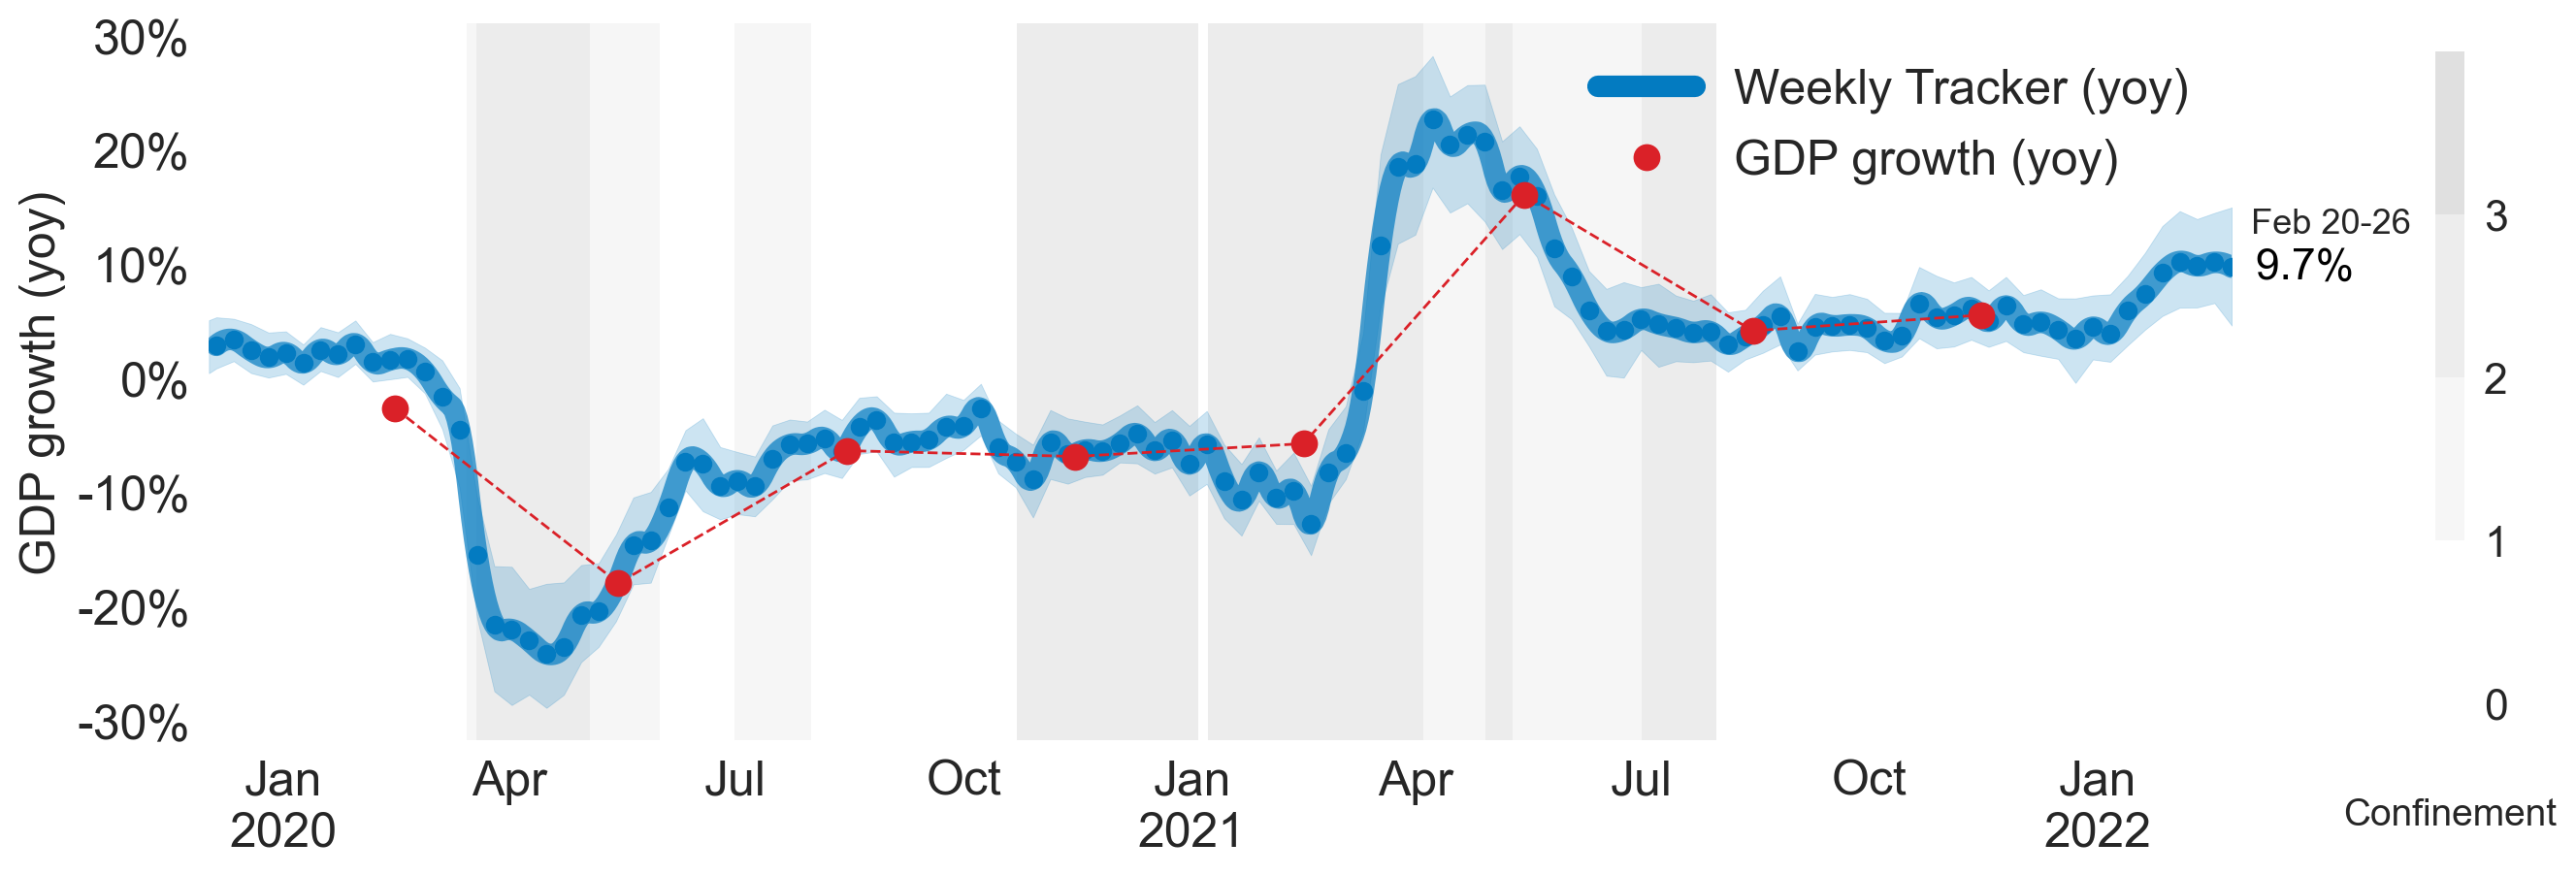 30%
20%
10%
0%
-10%
-20%
-30%
GDP growth (yoy)
Weekly Tracker (yoy)
GDP growth (yoy)
Feb 20-26
9.7%
3
2
1
0
Confinement
Jan Apr Jul Oct Jan Apr Jul Oct Jan
2020 2021 2022